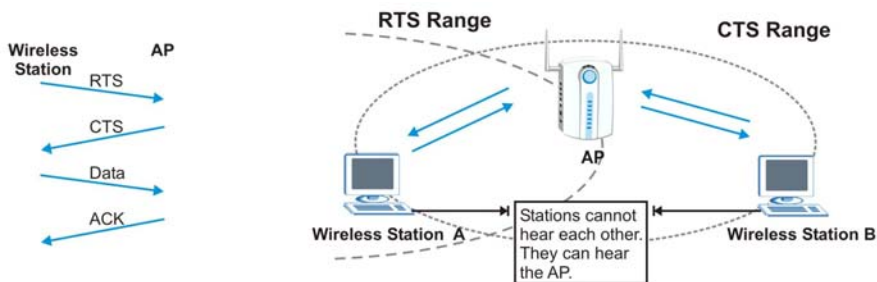 Wireless
Station
AP
RTS
CTS
Data
ACK
RTS Range
CTS Range
AP
Wireless Station A
Stations cannot
hear each other.
They can hear
the AP.
Wireless Station B